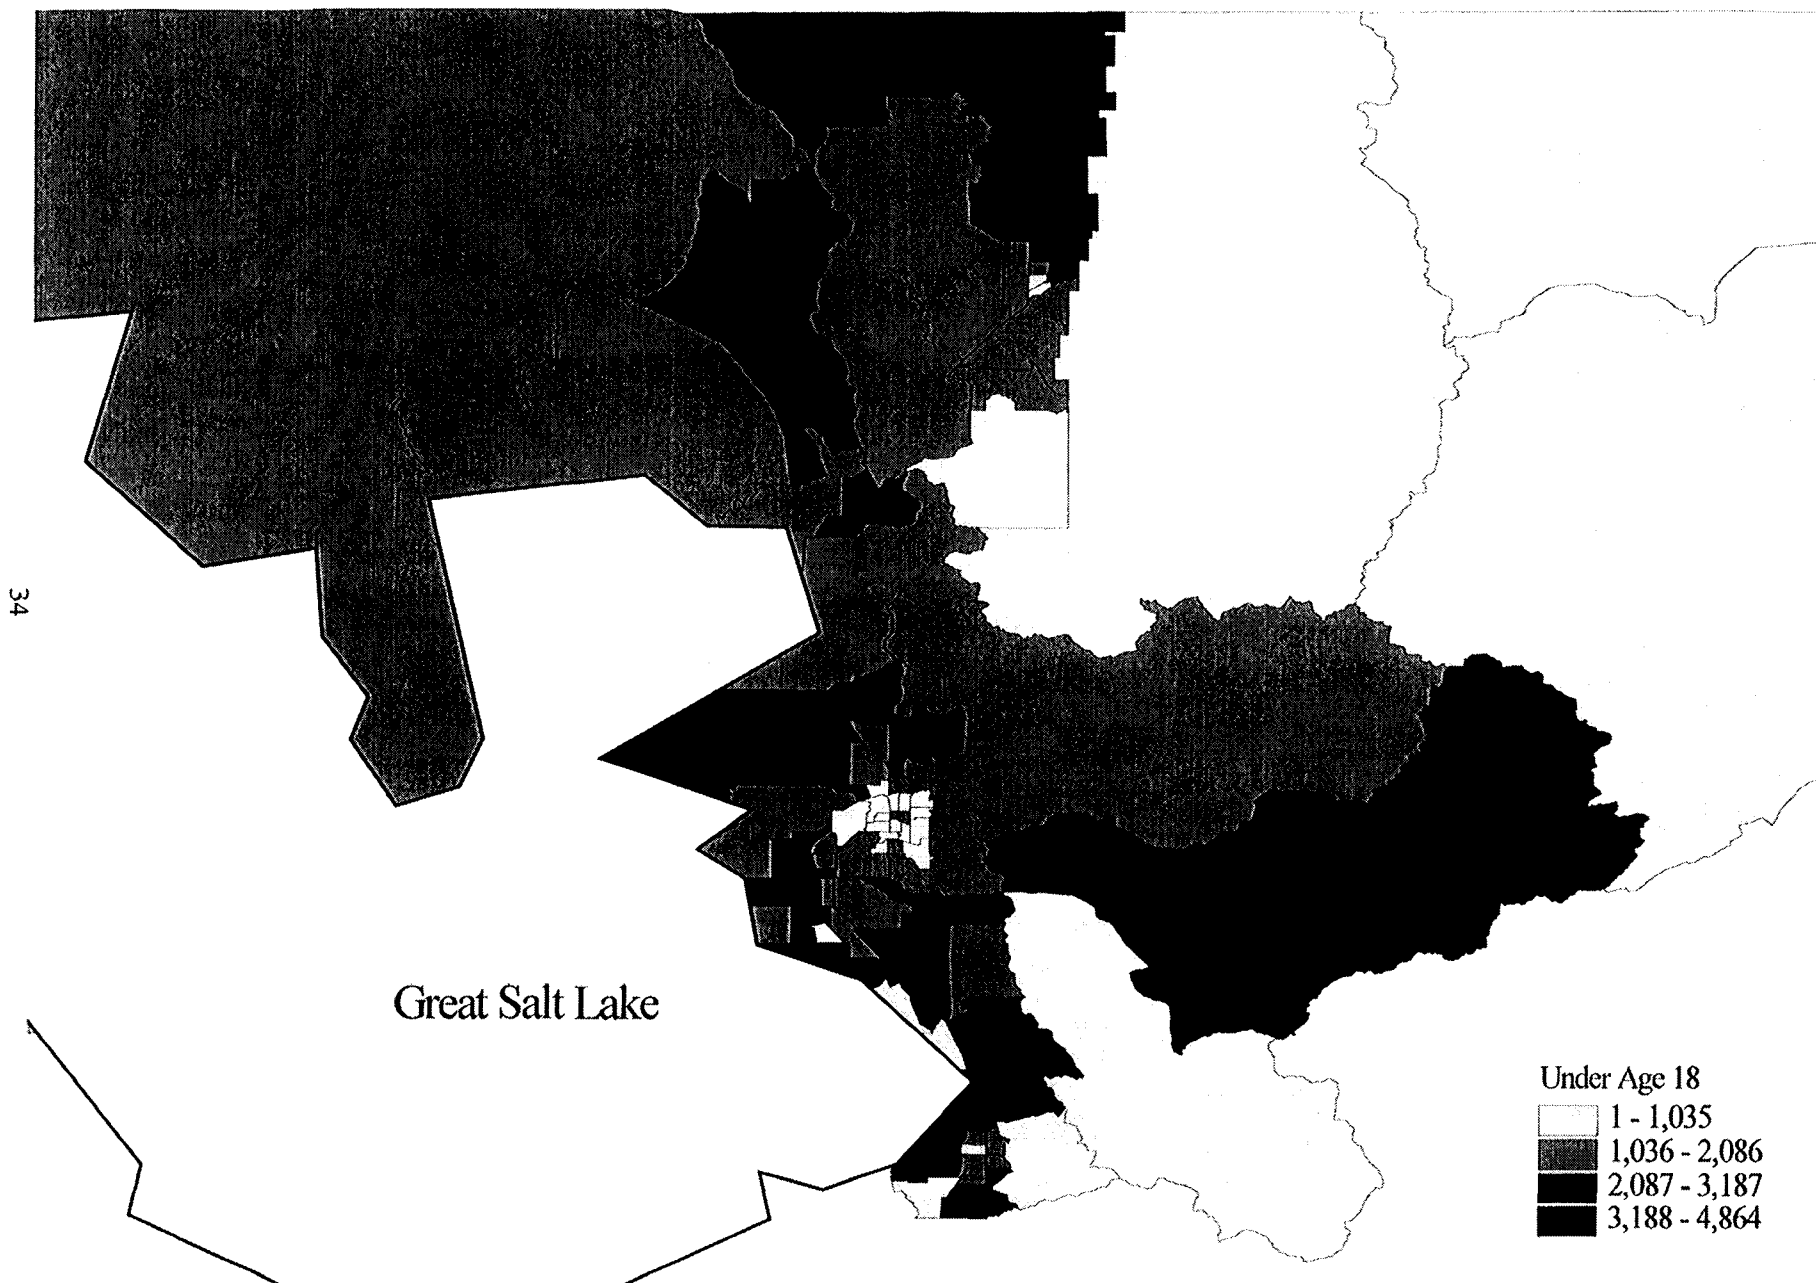 34
Great Salt Lake
Under Age 18
1 - 1,035
1,036 - 2,086
2,087 - 3,187
3,188 - 4,864